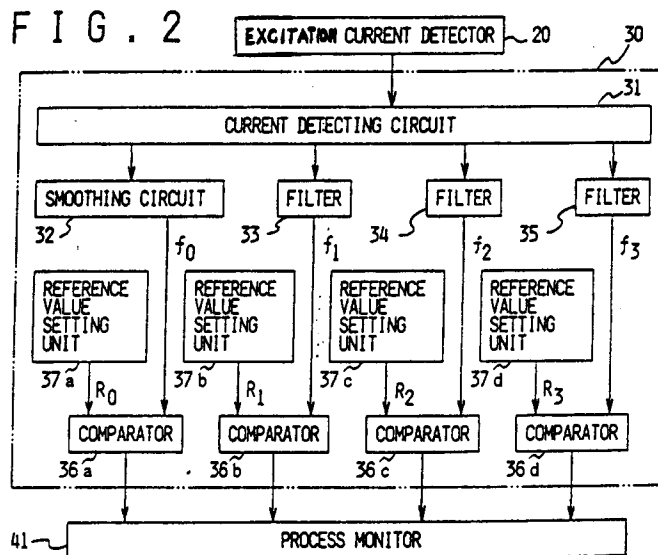 FIG. 2
EXCITATION CURRENT DETECTOR
20
30
31
CURRENT DETECTING CIRCUIT
SMOOTHING CIRCUIT
FILTER
FILTER
FILTER
32
33
34
35
f0
f1
f2
f3
REFERENCE
VALUE
SETTING
UNIT
REFERENCE
VALUE
SETTING
UNIT
REFERENCE
VALUE
SETTING
UNIT
REFERENCE
VALUE
SETTING
UNIT
37a
R0
37b
R1
37c
R2
37d
R3
COMPARATOR
COMPARATOR
COMPARATOR
COMPARATOR
36a
36b
36c
36d
41
PROCESS MONITOR